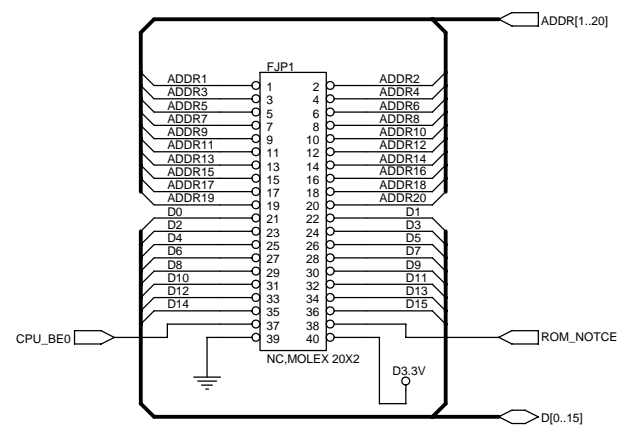 ADDR[1..20]
FJP1
ADDR1 1 2 ADDR2
ADDR3 3 4 ADDR4
ADDR5 5 6 ADDR6
ADDR7 7 8 ADDR8
ADDR9 9 10 ADDR10
ADDR11 11 12 ADDR12
ADDR13 13 14 ADDR14
ADDR15 15 16 ADDR16
ADDR17 17 18 ADDR18
ADDR19 19 20 ADDR20
D0 21 22 D1
D2 23 24 D3
D4 25 26 D5
D6 27 28 D7
D8 29 30 D9
D10 31 32 D11
D12 33 34 D13
D14 35 36 D15
CPU_BE0 37 38 ROM_NOTCE
39 40
NC,MOLEX 20X2
D3.3V
D[0..15]